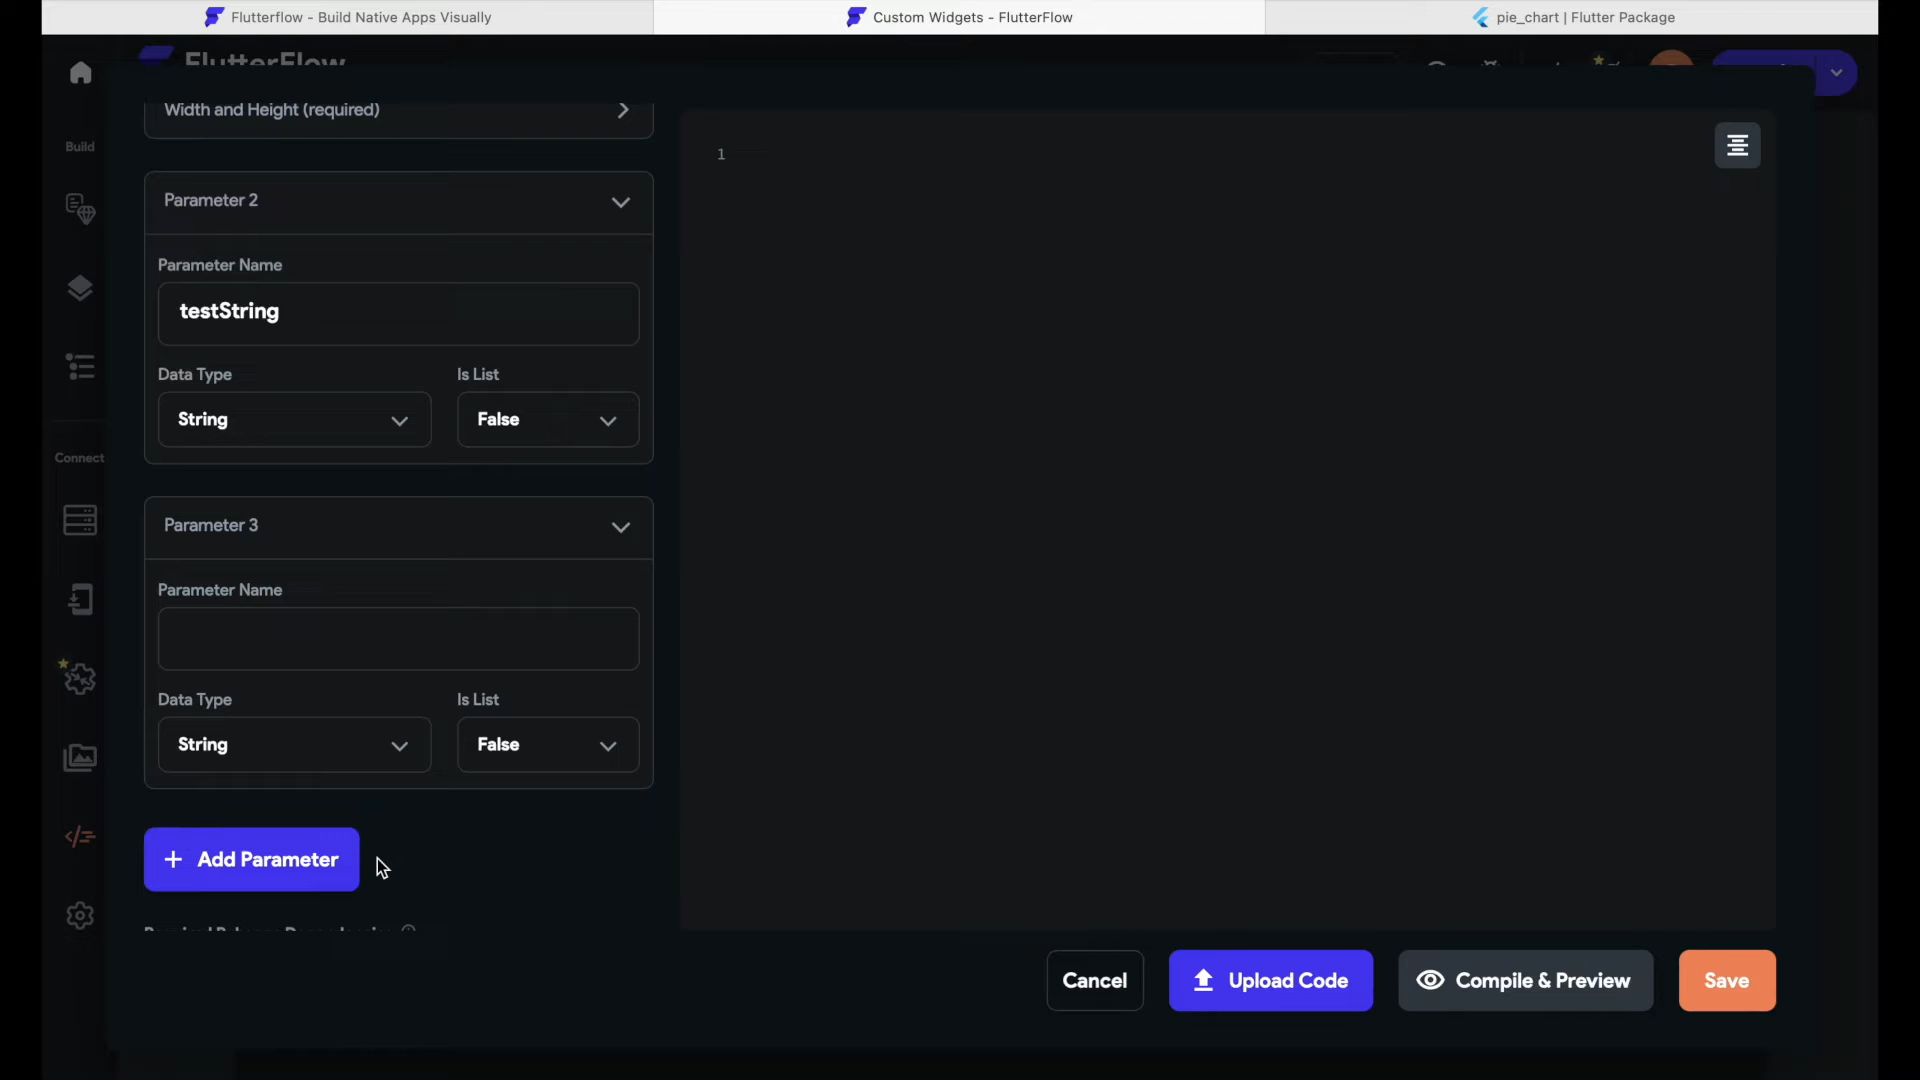 Flutterflow - Build Native Apps Visually
Custom Widgets - FlutterFlow
pie_chart | Flutter Package
FlutterFlow
Width and Height (required)
Build
1
Parameter 2
Parameter Name
testString
Data Type
Is List
String
False
Connect
Parameter 3
Parameter Name
Data Type
Is List
String
False
+ Add Parameter
Cancel
Upload Code
Compile & Preview
Save